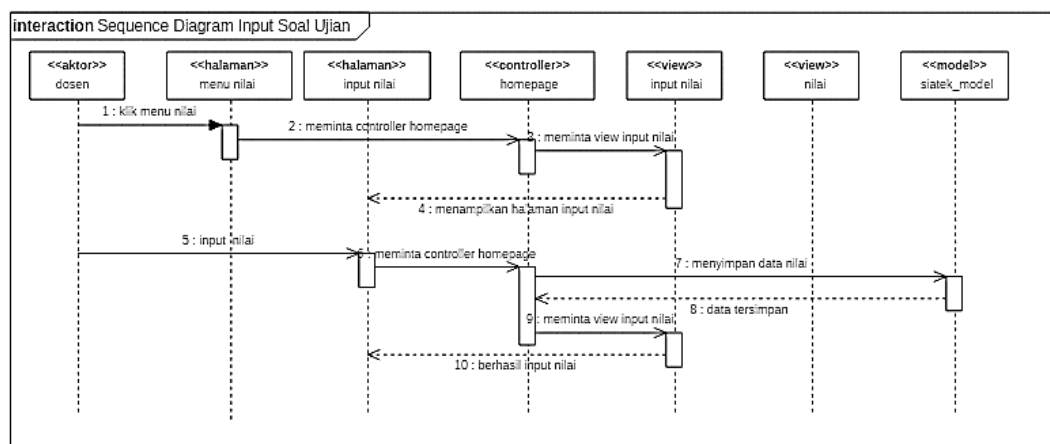 interaction Sequence Diagram Input Soal Ujian
<<aktor>>
dosen
<<halaman>>
menu nilai
<<halaman>>
input nilai
<<controller>>
homepage
<<view>>
input nilai
<<view>>
nilai
<<model>>
siatek_model
1 : klik menu nilai
2 : meminta controller homepage
3 : meminta view input nilai
4 : menampilkan halaman input nilai
5 : input nilai
6 : meminta controller homepage
7 : menyimpan data nilai
8 : data tersimpan
9 : meminta view input nilai
10 : berhasil input nilai